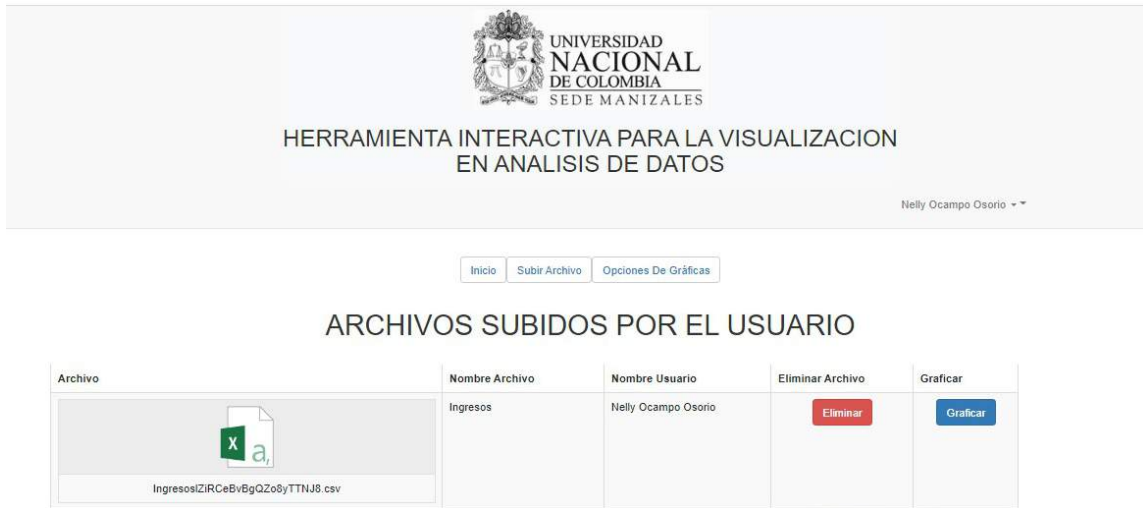 UNIVERSIDAD
NACIONAL
DE COLOMBIA
SEDE MANIZALES
HERRAMIENTA INTERACTIVA PARA LA VISUALIZACION
EN ANALISIS DE DATOS
Nelly Ocampo Osorio
Inicio Subir Archivo Opciones De Gráficas
ARCHIVOS SUBIDOS POR EL USUARIO
Archivo Nombre Archivo Nombre Usuario Eliminar Archivo Graficar
Ingresos Nelly Ocampo Osorio Eliminar Graficar
X a,
IngresoslZiRCeBvBgQZo8yTTNJ8.csv